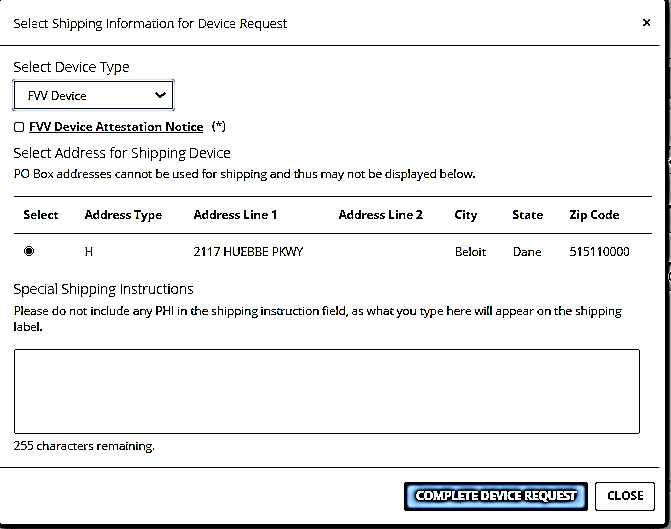 Select Shipping Information for Device Request ×
Select Device Type
FVV Device
FVV Device Attestation Notice (*)
Select Address for Shipping Device
PO Box addresses cannot be used for shipping and thus may not be displayed below.
Select Address Type Address Line 1 Address Line 2 City State Zip Code
H 2117 HUEBBE PKWY Beloit Dane 515110000
Special Shipping Instructions
Please do not include any PHI in the shipping instruction field, as what you type here will appear on the shipping
label.
255 characters remaining.
COMPLETE DEVICE REQUEST CLOSE